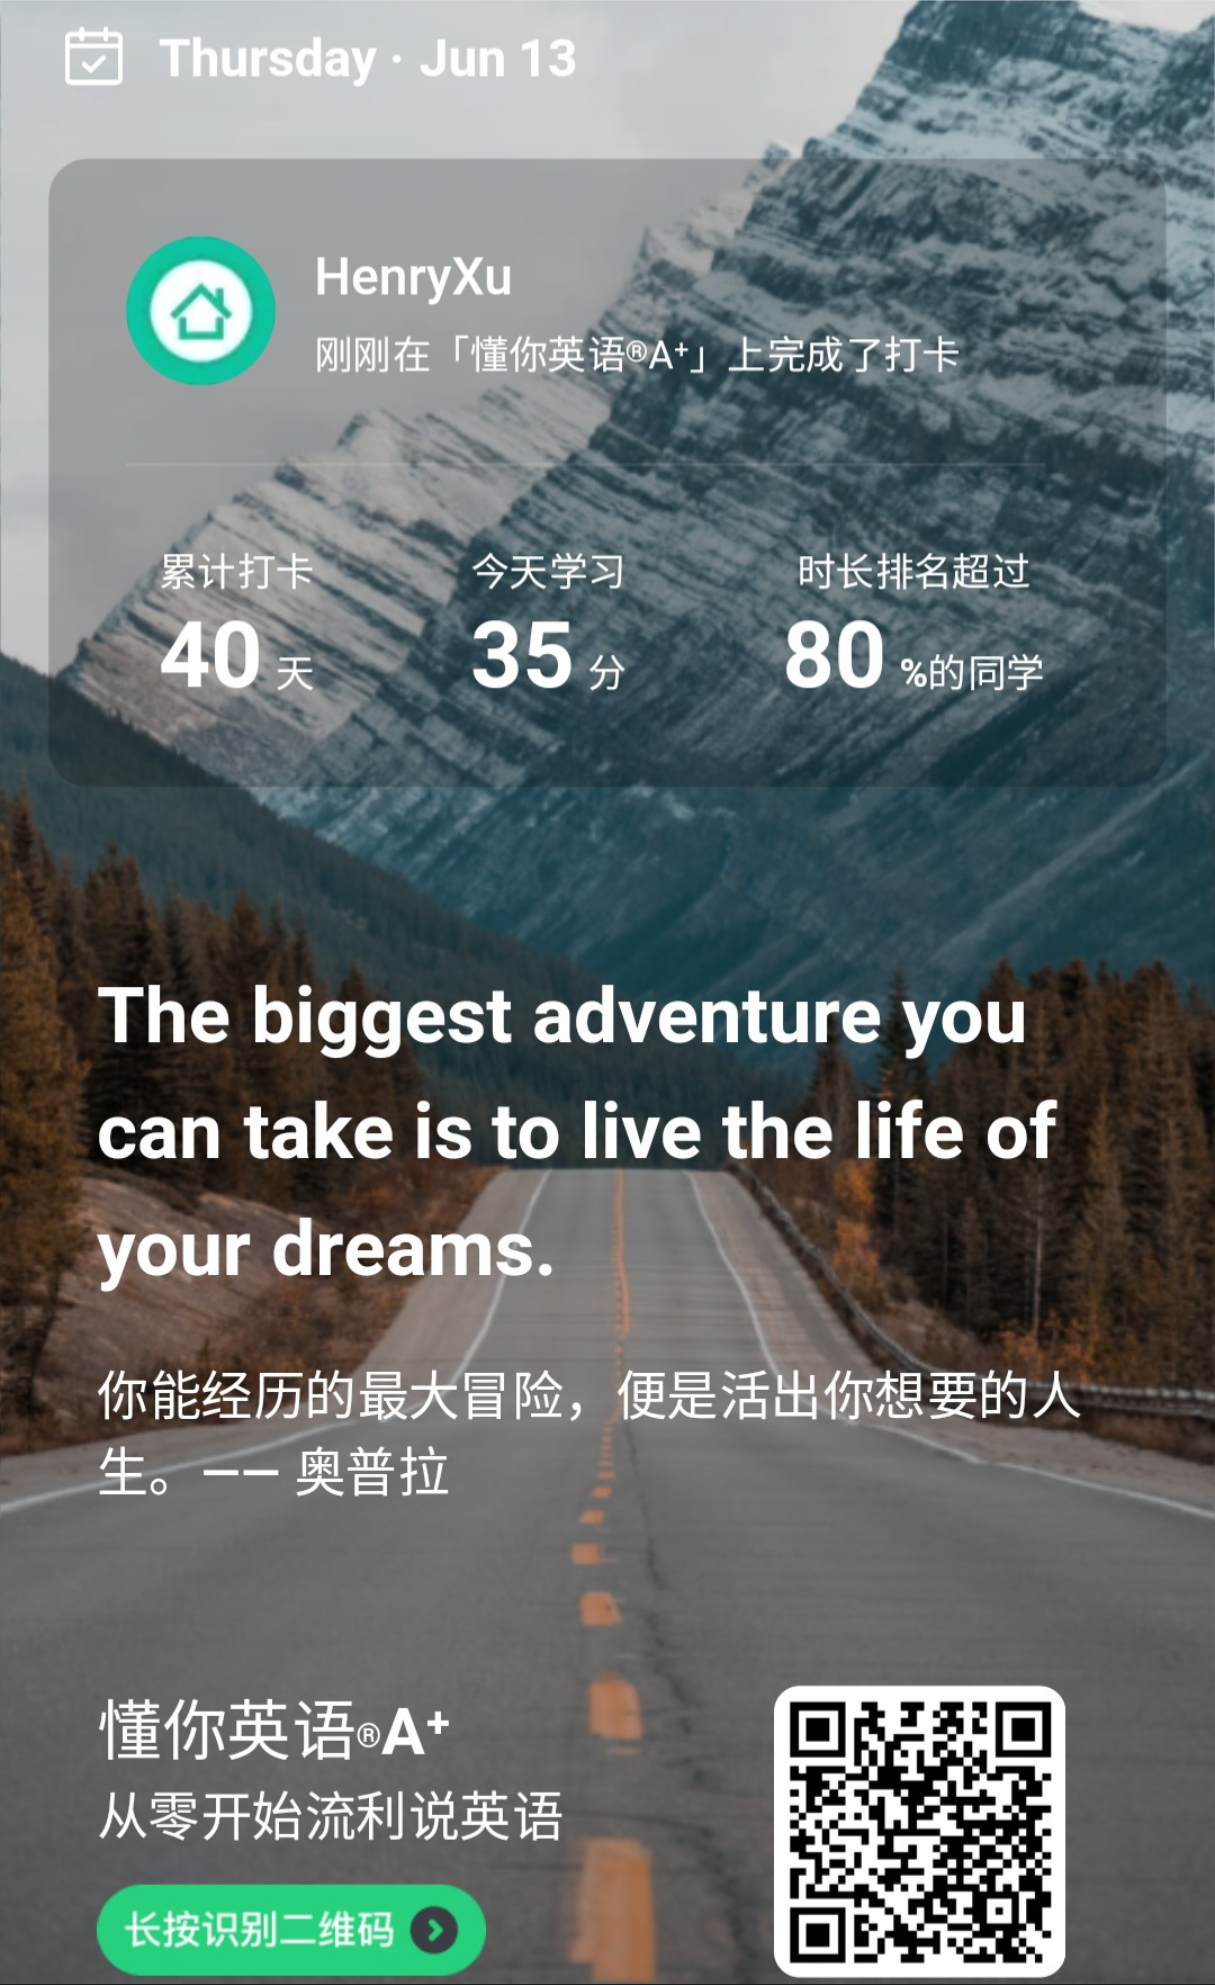 Thursday · Jun 13
HenryXu
刚刚在「懂你英语®A⁺」上完成了打卡
累计打卡 今天学习 时长排名超过
40 天 35 分 80 %的同学
The biggest adventure you
can take is to live the life of
your dreams.
你能经历的最大冒险，便是活出你想要的人
生。—— 奥普拉
懂你英语®A⁺
从零开始流利说英语
长按识别二维码